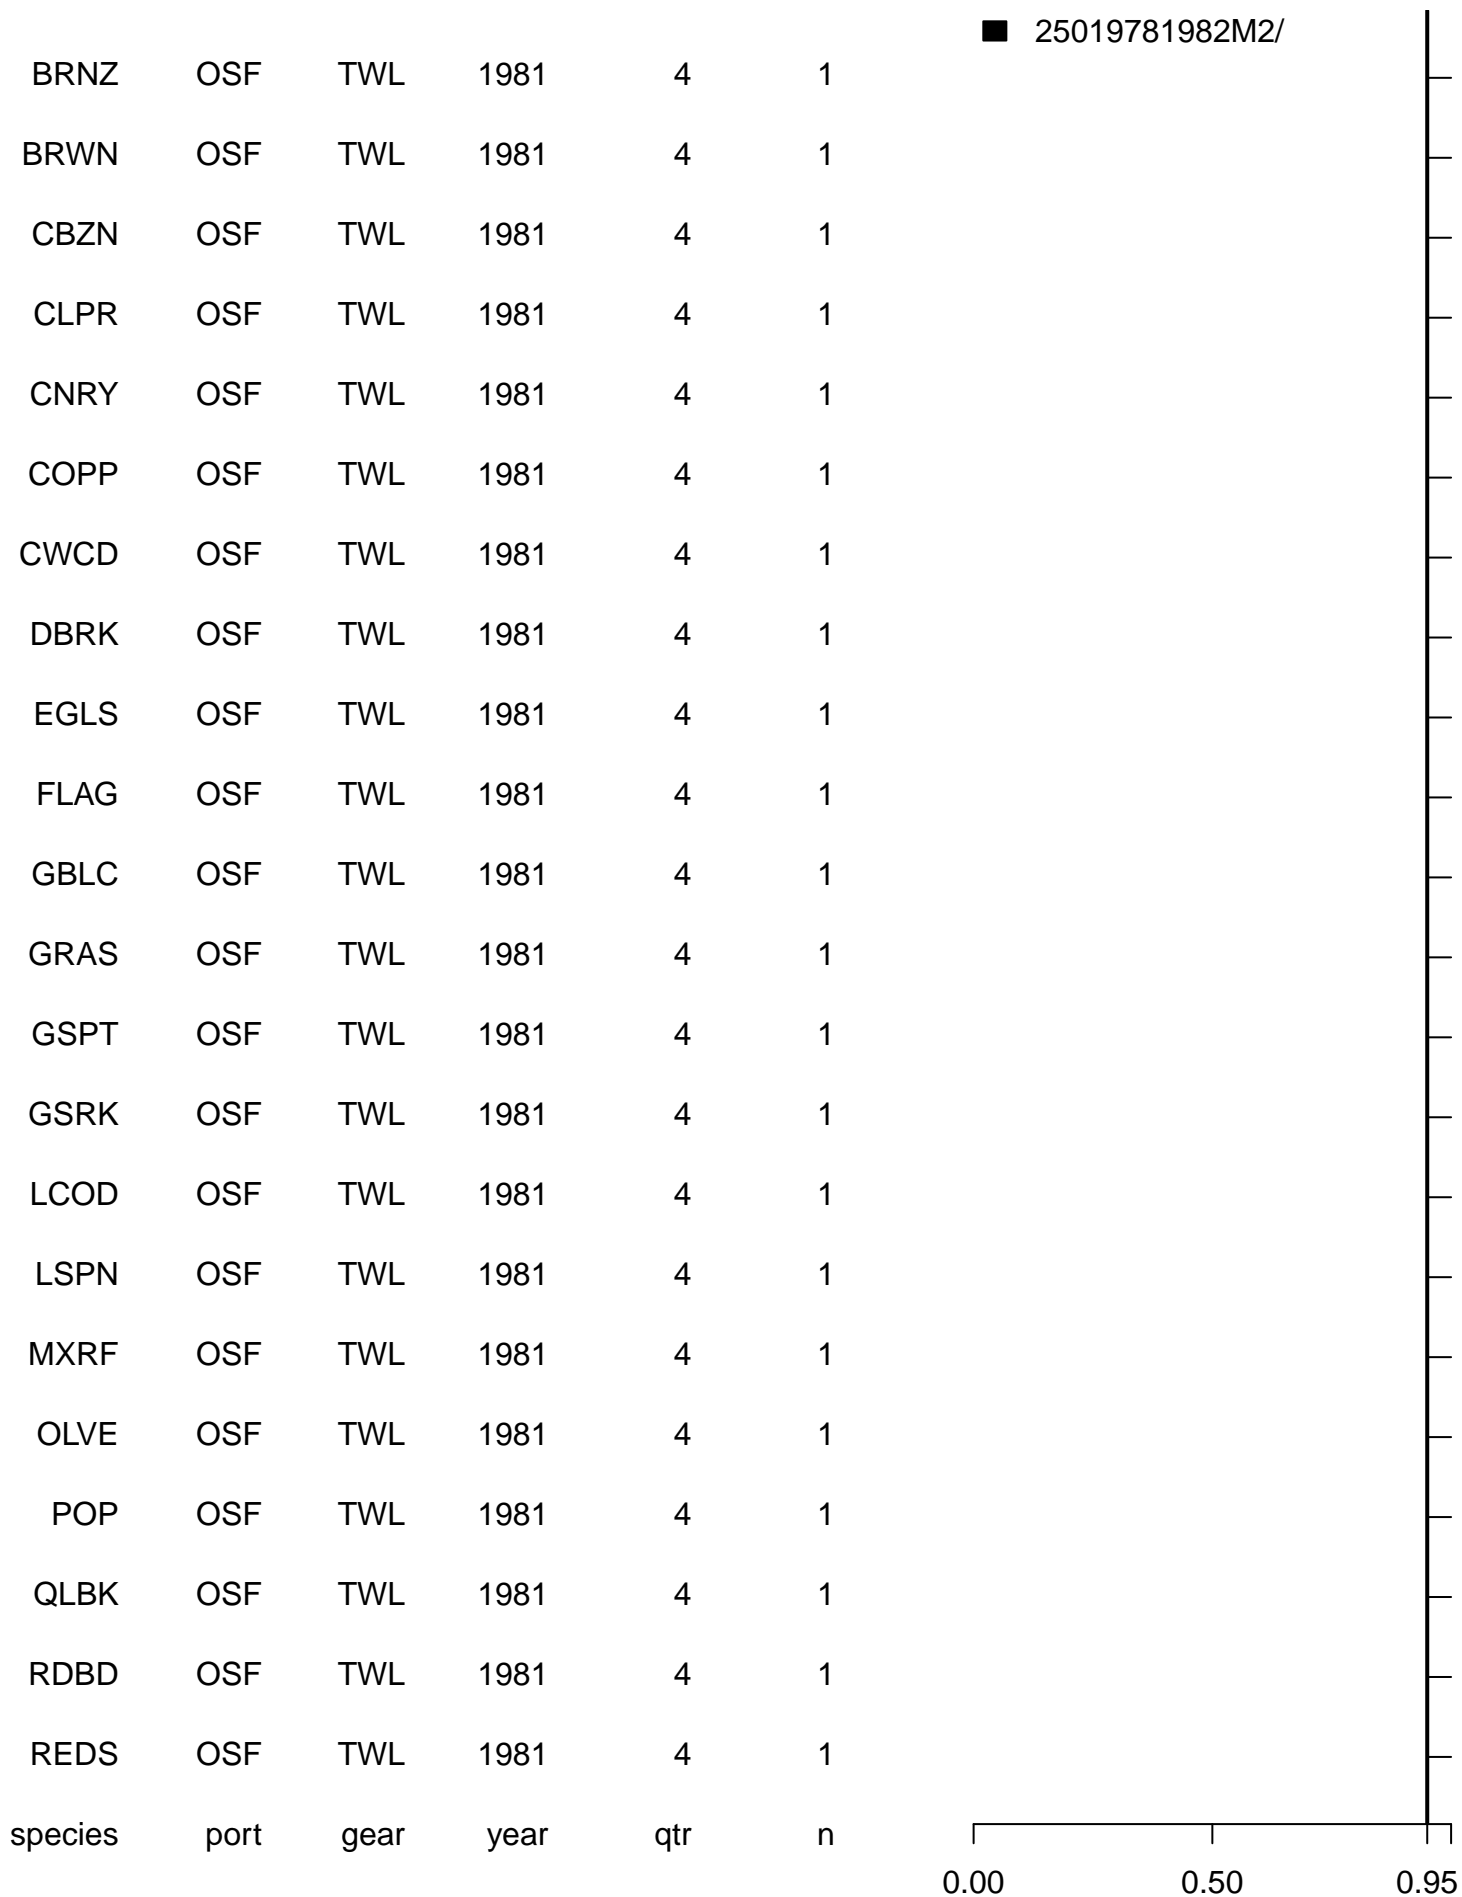 25019781982M2/
BRNZ OSF TWL 1981 4 1
BRWN OSF TWL 1981 4 1
CBZN OSF TWL 1981 4 1
CLPR OSF TWL 1981 4 1
CNRY OSF TWL 1981 4 1
COPP OSF TWL 1981 4 1
CWCD OSF TWL 1981 4 1
DBRK OSF TWL 1981 4 1
EGLS OSF TWL 1981 4 1
FLAG OSF TWL 1981 4 1
GBLC OSF TWL 1981 4 1
GRAS OSF TWL 1981 4 1
GSPT OSF TWL 1981 4 1
GSRK OSF TWL 1981 4 1
LCOD OSF TWL 1981 4 1
LSPN OSF TWL 1981 4 1
MXRF OSF TWL 1981 4 1
OLVE OSF TWL 1981 4 1
POP OSF TWL 1981 4 1
QLBK OSF TWL 1981 4 1
RDBD OSF TWL 1981 4 1
REDS OSF TWL 1981 4 1
species port gear year qtr n
0.00 0.50 0.95